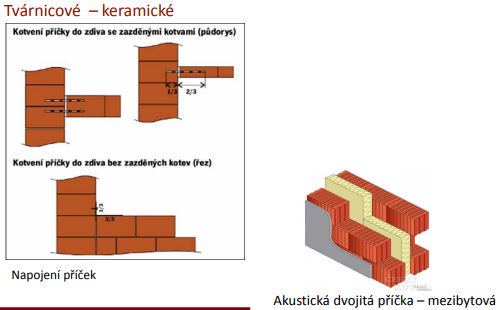 Tvárnicové – keramické
Kotvení příčky do zdiva se zazděnými kotvami (půdorys)
1/3 2/3
Kotvení příčky do zdiva bez zazděných kotev (řez)
1/3
2/3
Napojení příček
Akustická dvojitá příčka – mezibytová